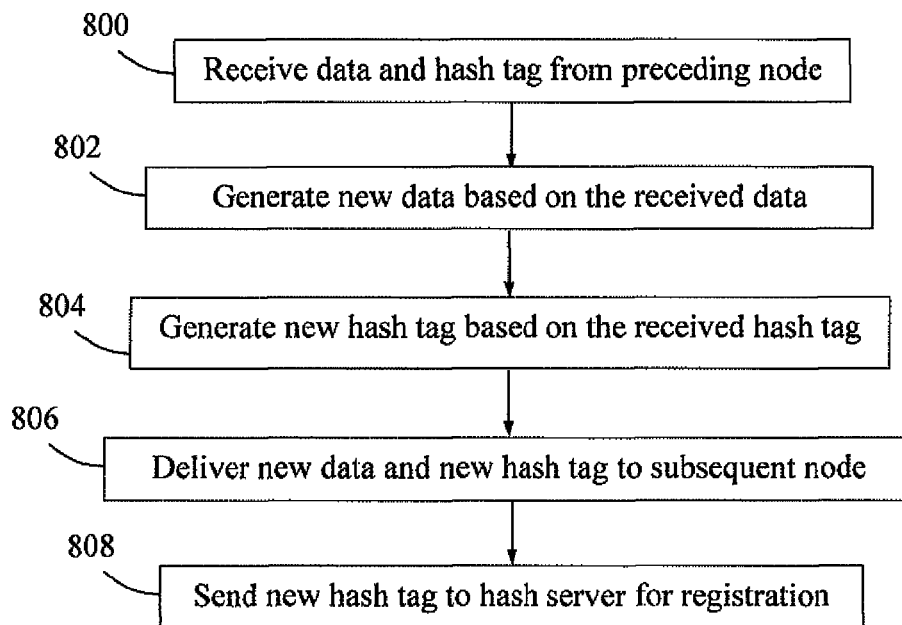 800
Receive data and hash tag from preceding node
802
Generate new data based on the received data
804
Generate new hash tag based on the received hash tag
806
Deliver new data and new hash tag to subsequent node
808
Send new hash tag to hash server for registration